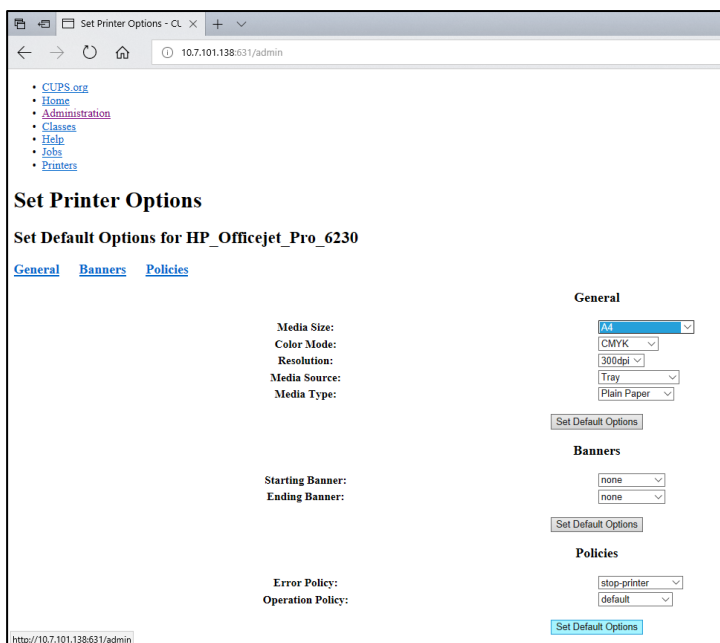 Set Printer Options - CU
10.7.101.138:631/admin
CUPS.org
Home
Administration
Classes
Help
Jobs
Printers
Set Printer Options
Set Default Options for HP_Officejet_Pro_6230
General Banners Policies
General
Media Size: A4
Color Mode: CMYK
Resolution: 300dpi
Media Source: Tray
Media Type: Plain Paper
Set Default Options
Banners
Starting Banner: none
Ending Banner: none
Set Default Options
Policies
Error Policy: stop-printer
Operation Policy: default
Set Default Options
http://10.7.101.138:631/admin